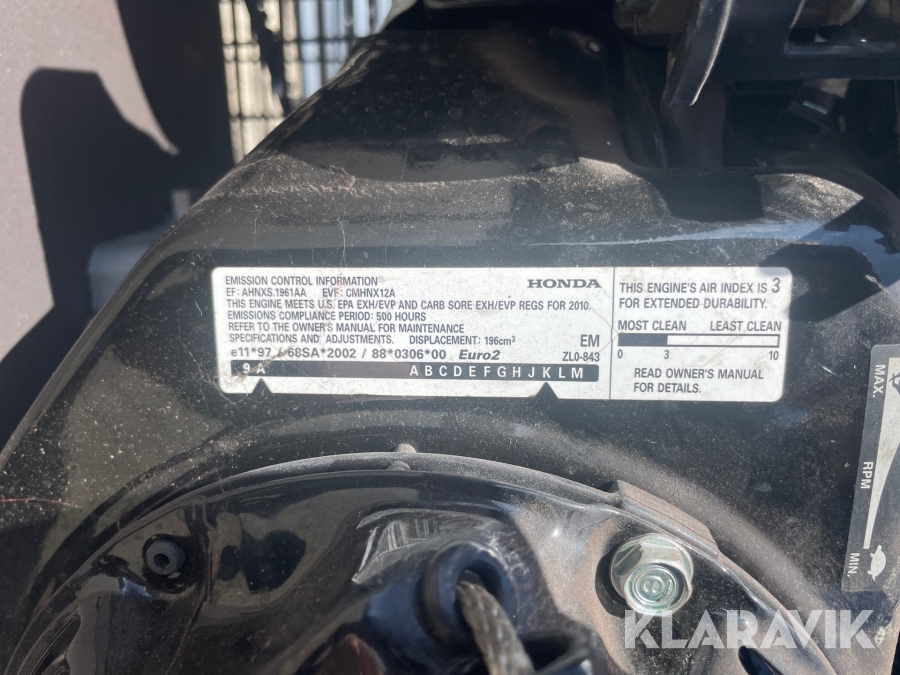 EMISSION CONTROL INFORMATION
HONDA
EF: AHNXS.1961AA EVF: CMHNX12A
THIS ENGINE MEETS U.S. EPA EXH/EVP AND CARB SORE EXH/EVP REGS FOR 2010.
EMISSIONS COMPLIANCE PERIOD: 500 HOURS
REFER TO THE OWNER'S MANUAL FOR MAINTENANCE
SPECIFICATIONS AND ADJUSTMENTS. DISPLACEMENT: 196cm³
EM
e11*97 / 68SA*2002 / 88*0306*00 Euro2
ZL0-843
9 A
A B C D E F G H J K L M
THIS ENGINE'S AIR INDEX IS 3
FOR EXTENDED DURABILITY.
MOST CLEAN LEAST CLEAN
0 3 10
READ OWNER'S MANUAL
FOR DETAILS.
MAX.
RPM
MIN.
KLARAVIK